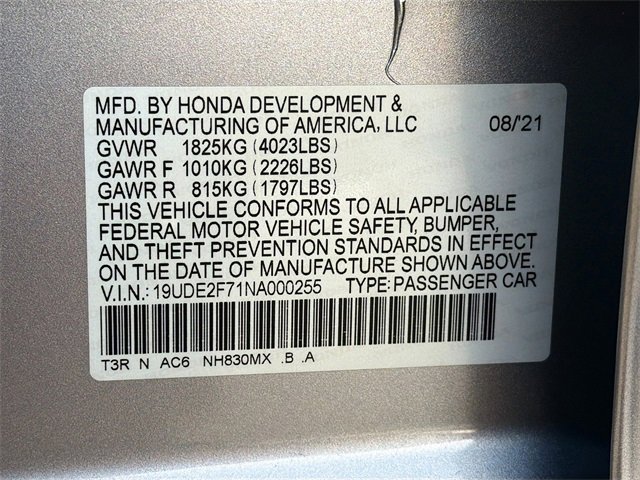 MFD. BY HONDA DEVELOPMENT &
MANUFACTURING OF AMERICA, LLC 08/'21
GVWR 1825KG (4023LBS)
GAWR F 1010KG (2226LBS)
GAWR R 815KG (1797LBS)
THIS VEHICLE CONFORMS TO ALL APPLICABLE
FEDERAL MOTOR VEHICLE SAFETY, BUMPER,
AND THEFT PREVENTION STANDARDS IN EFFECT
ON THE DATE OF MANUFACTURE SHOWN ABOVE.
V.I.N.: 19UDE2F71NA000255 TYPE: PASSENGER CAR
T3R N AC6 NH830MX .B .A